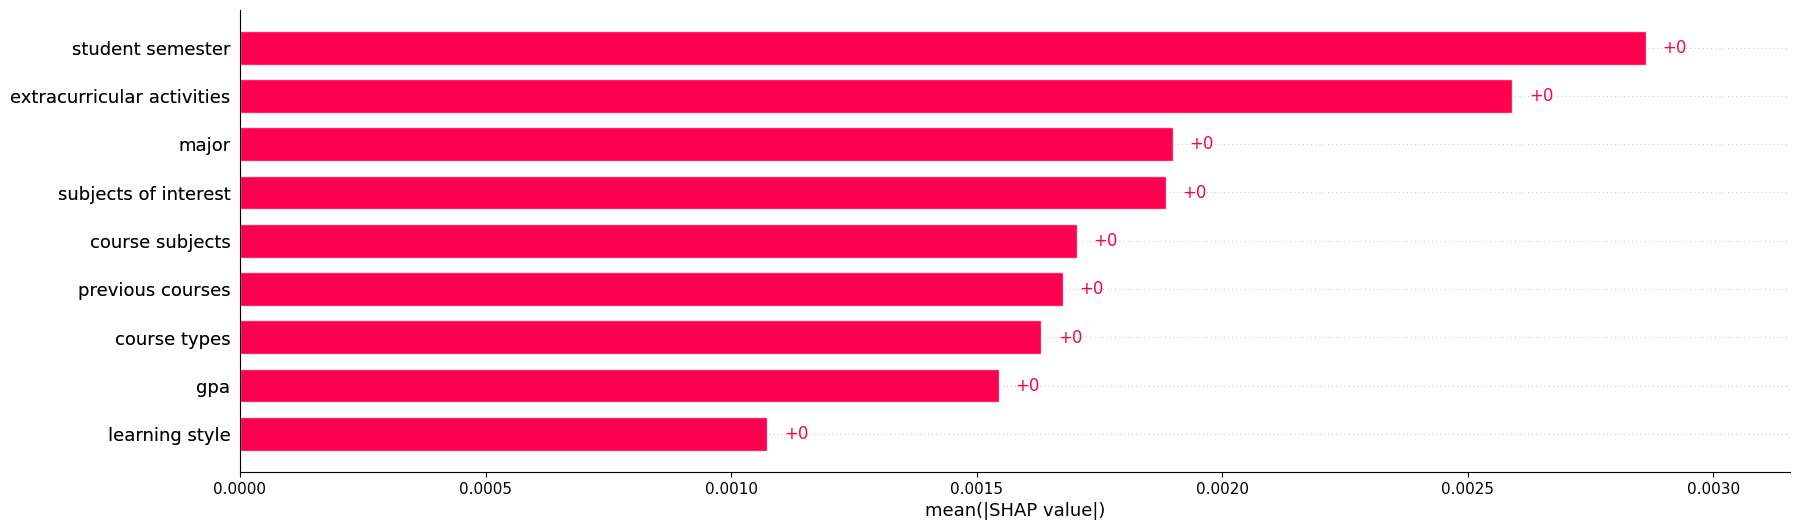 student semester +0
extracurricular activities +0
major +0
subjects of interest +0
course subjects +0
previous courses +0
course types +0
gpa +0
learning style +0
0.0000 0.0005 0.0010 0.0015 0.0020 0.0025 0.0030
mean(|SHAP value|)